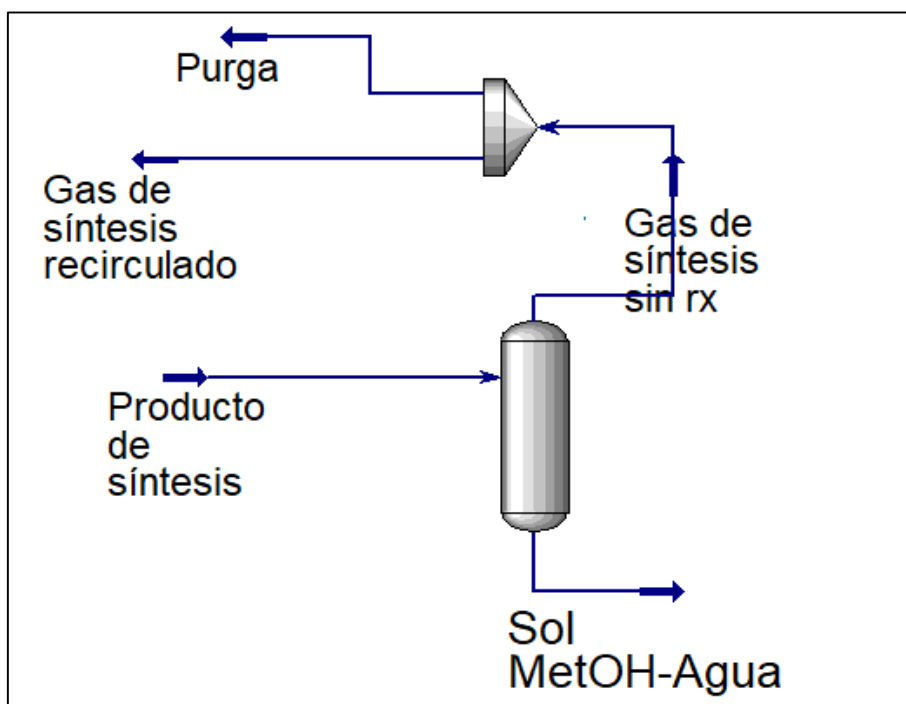 Purga
Gas de
síntesis
recirculado
Gas de
síntesis
sin rx
Producto
de
síntesis
Sol
MetOH-Agua